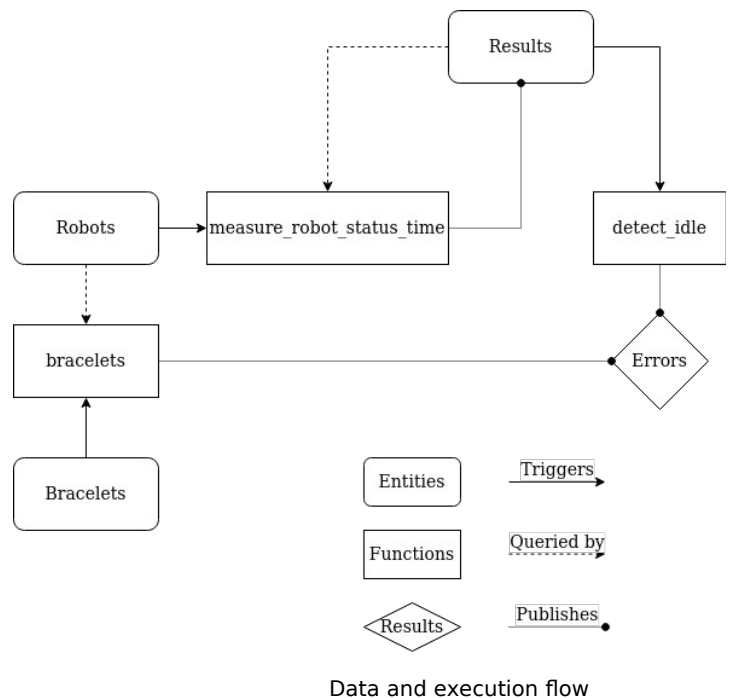 Results
Robots
measure_robot_status_time
detect_idle
bracelets
Errors
Bracelets
Entities
Triggers
Functions
Queried by
Results
Publishes
Data and execution flow